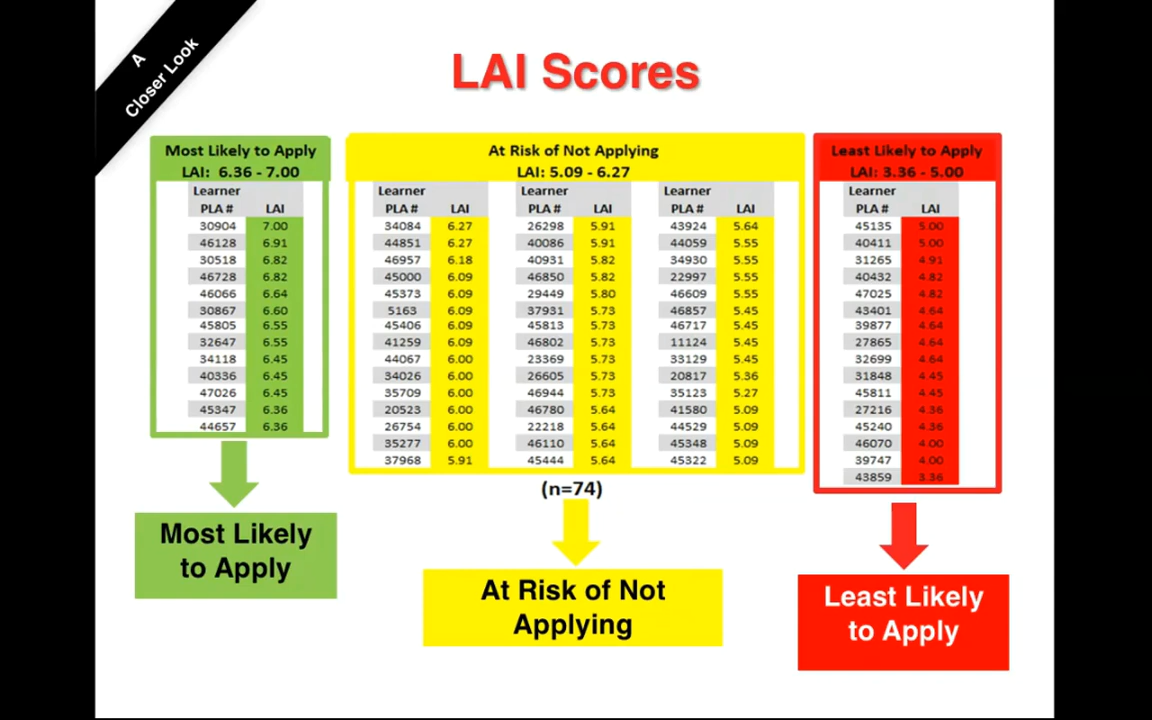 A
Closer Look
LAI Scores
Most Likely to Apply
LAI: 6.36 - 7.00
Learner
PLA # LAI
30904 7.00
46128 6.91
30518 6.82
46728 6.82
46066 6.64
30867 6.60
45805 6.55
32647 6.55
34118 6.45
40336 6.45
47026 6.45
45347 6.36
44657 6.36
Most Likely
to Apply
At Risk of Not Applying
LAI: 5.09 - 6.27
Learner Learner Learner
PLA # LAI PLA # LAI PLA # LAI
34084 6.27 26298 5.91 43924 5.64
44851 6.27 40086 5.91 44059 5.55
46957 6.18 40931 5.82 34930 5.55
45000 6.09 46850 5.82 22997 5.55
45373 6.09 29449 5.80 46609 5.55
5163 6.09 37931 5.73 46857 5.45
45406 6.09 45813 5.73 46717 5.45
41259 6.09 46802 5.73 11124 5.45
44067 6.00 23369 5.73 33129 5.45
34026 6.00 26605 5.73 20817 5.36
35709 6.00 46944 5.73 35123 5.27
20523 6.00 46780 5.64 41580 5.09
26754 6.00 22218 5.64 44529 5.09
35277 6.00 46110 5.64 45348 5.09
37968 5.91 45444 5.64 45322 5.09
(n=74)
At Risk of Not
Applying
Least Likely to Apply
LAI: 3.36 - 5.00
Learner
PLA # LAI
45135 5.00
40411 5.00
31265 4.91
40432 4.82
47025 4.82
43401 4.64
39877 4.64
27865 4.64
32699 4.64
31848 4.45
45811 4.45
27216 4.36
45240 4.36
46070 4.00
39747 4.00
43859 3.36
Least Likely
to Apply